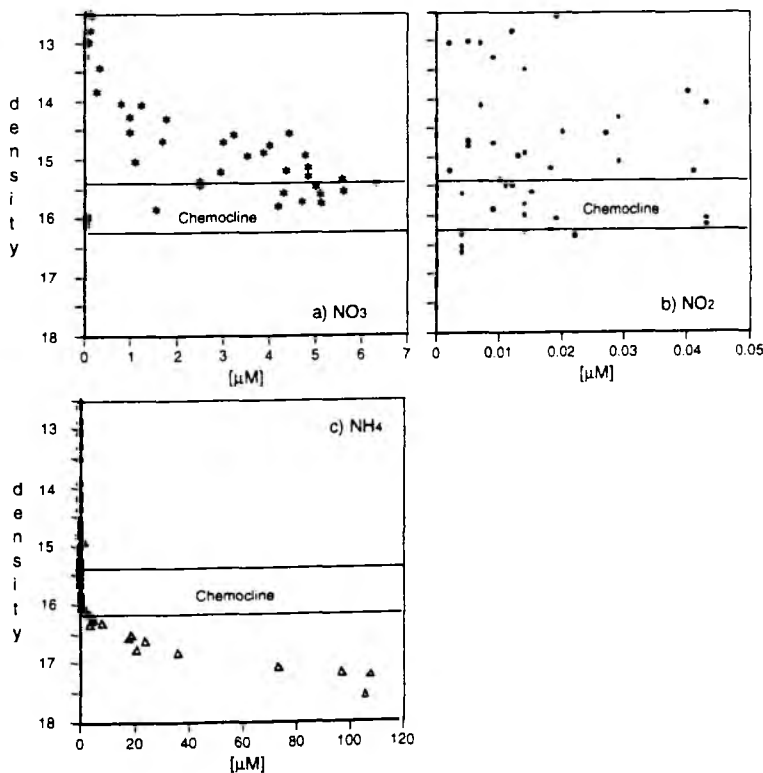 13
14
15
16
17
18
density
Chemocline
a) NO3
0 1 2 3 4 5 6 7
[µM]
Chemocline
b) NO2
0 0.01 0.02 0.03 0.04 0.05
[µM]
13
14
15
16
17
18
density
c) NH4
Chemocline
0 20 40 60 80 100 120
[µM]